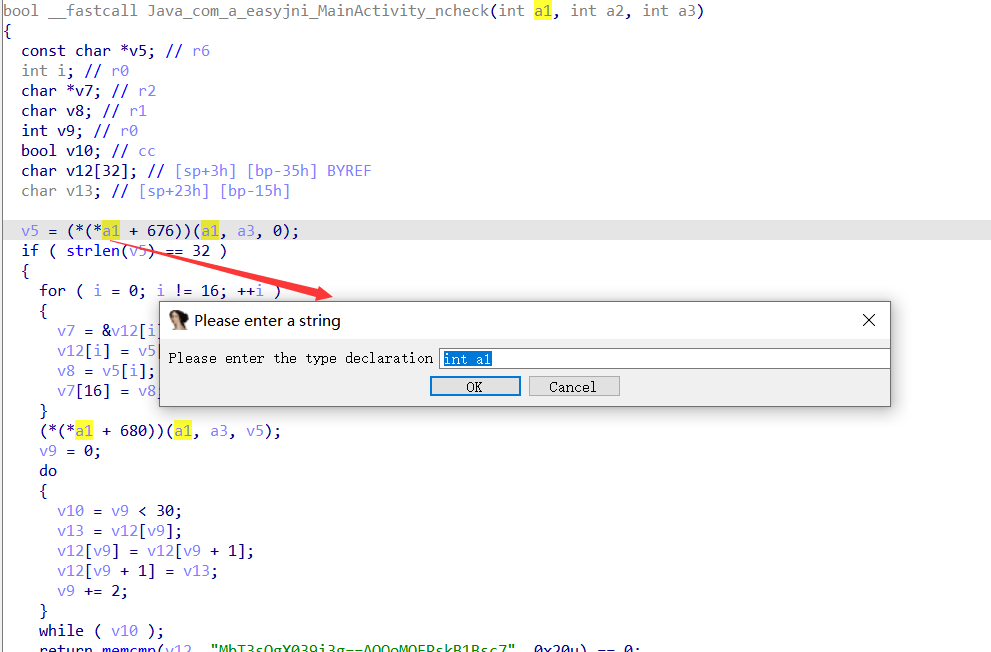 bool __fastcall Java_com_a_easyjni_MainActivity_ncheck(int a1, int a2, int a3)
{
const char *v5; // r6
int i; // r0
char *v7; // r2
char v8; // r1
int v9; // r0
bool v10; // cc
char v12[32]; // [sp+3h] [bp-35h] BYREF
char v13; // [sp+23h] [bp-15h]
v5 = (*(*a1 + 676))(a1, a3, 0);
if ( strlen(v5) == 32 )
{
for ( i = 0; i != 16; ++i )
{
v7 = &v12[i]
v12[i] = v5[
v8 = v5[i];
v7[16] = v8;
}
Please enter a string
Please enter the type declaration int a1
OK Cancel
(*(*a1 + 680))(a1, a3, v5);
v9 = 0;
do
{
v10 = v9 < 30;
v13 = v12[v9];
v12[v9] = v12[v9 + 1];
v12[v9 + 1] = v13;
v9 += 2;
}
while ( v10 );
return memcmp(v12, "MbT3sQgX039i3g==AQOoMQFPskB1Bsc7", 0x20u) == 0;